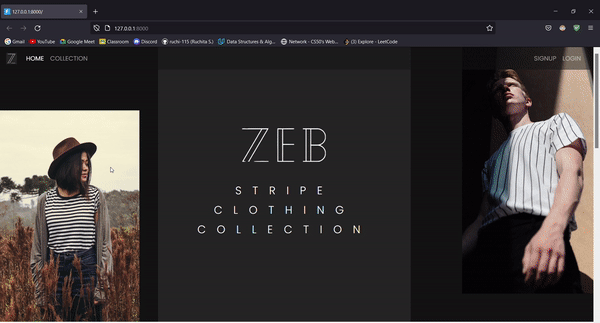 127.0.0.1:8000/
127.0.0.1:8000
Gmail YouTube Google Meet Classroom Discord ruchi-115 (Ruchita S.) Data Structures & Alg... Network - CS50's Web... (3) Explore - LeetCode
Z HOME COLLECTION SIGNUP LOGIN
ZEB
STRIPE
CLOTHING
COLLECTION